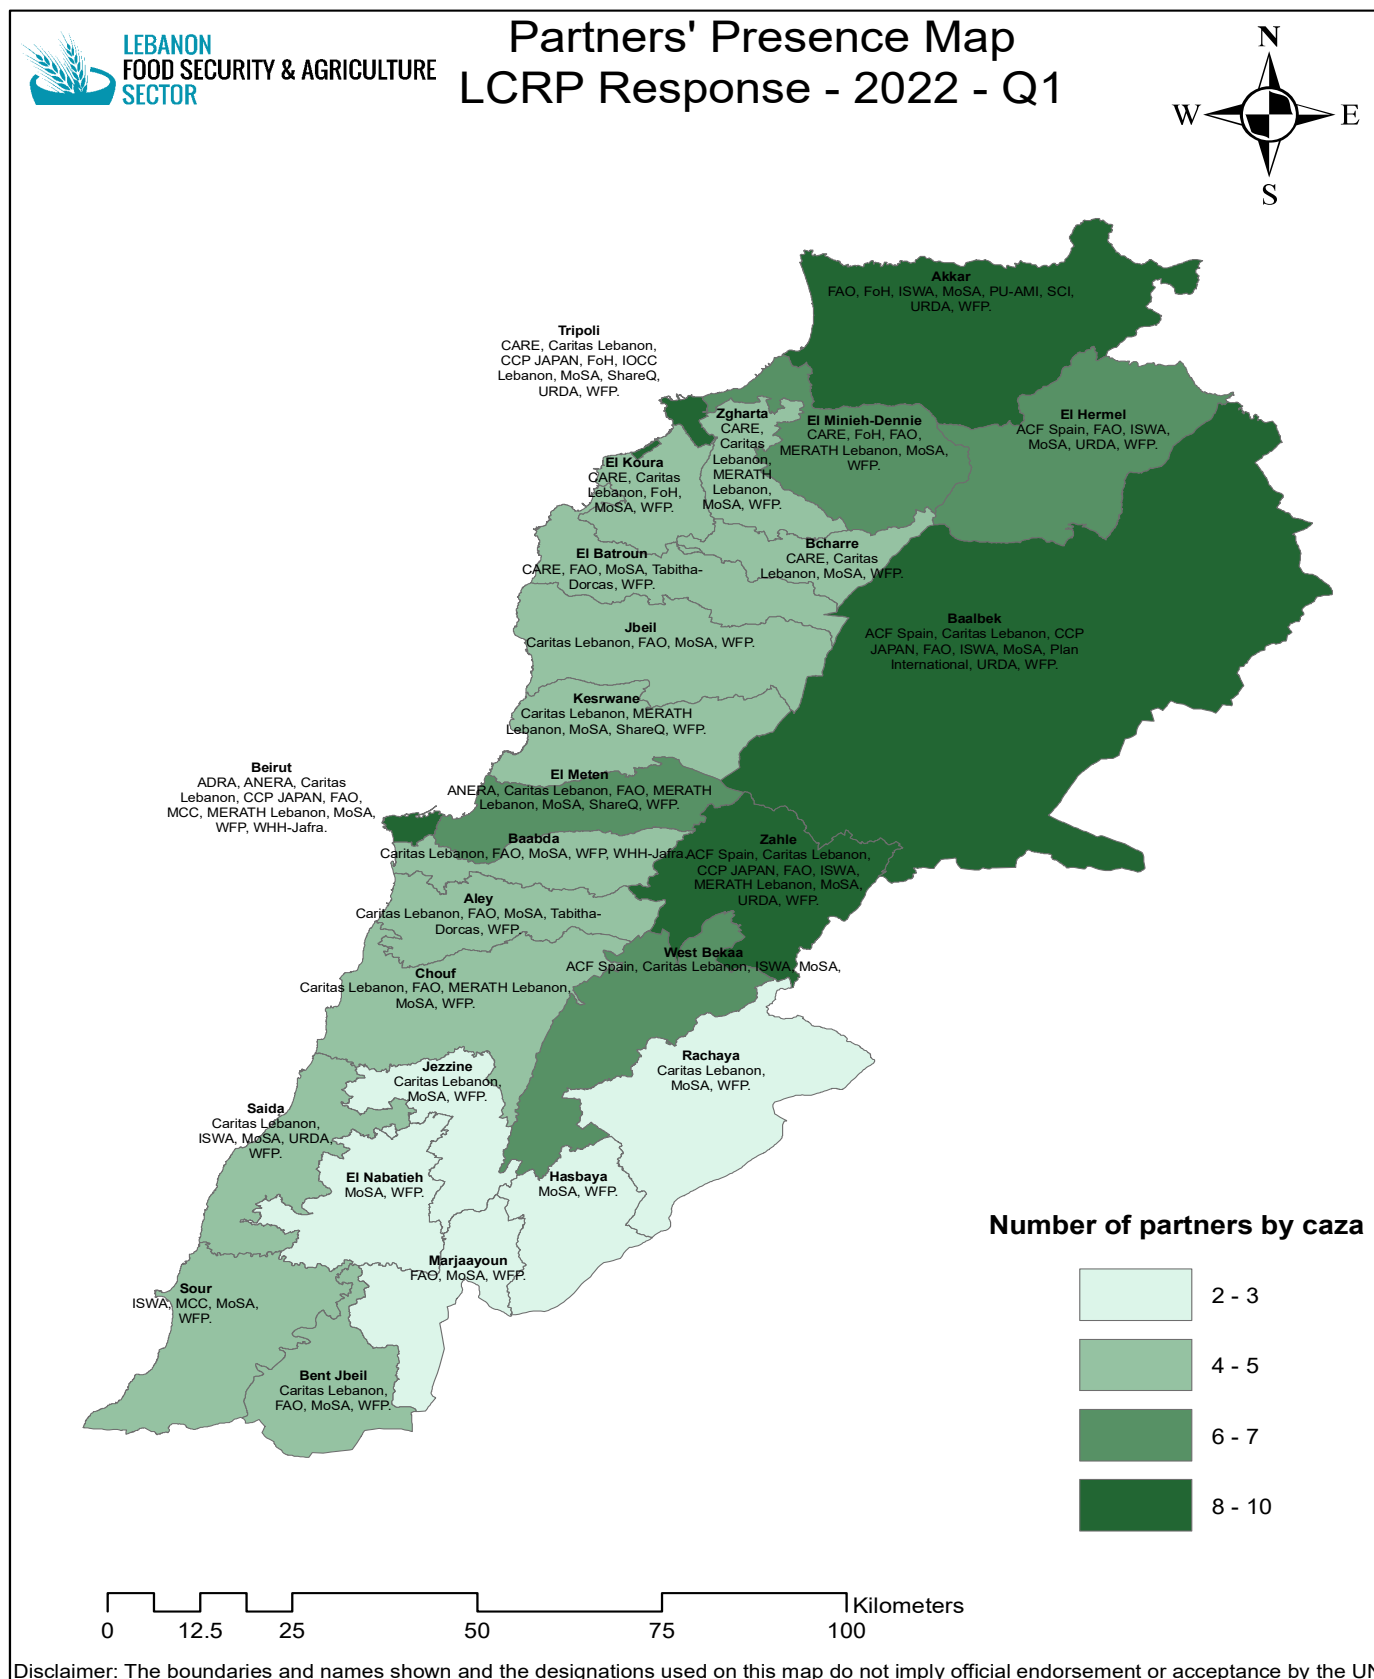 LEBANON
FOOD SECURITY & AGRICULTURE
SECTOR
Partners' Presence Map
LCRP Response - 2022 - Q1
N
W
E
S
Akkar
FAO, FoH, ISWA, MoSA, PU-AMI, SCI,
URDA, WFP.
Tripoli
CARE, Caritas Lebanon,
CCP JAPAN, FoH, IOCC
Lebanon, MoSA, ShareQ,
URDA, WFP.
Zgharta
CARE,
Caritas
Lebanon,
MERATH
Lebanon,
MoSA, WFP.
El Minieh-Dennie
CARE, FoH, FAO,
MERATH Lebanon, MoSA,
WFP.
El Hermel
ACF Spain, FAO, ISWA,
MoSA, URDA, WFP.
El Koura
CARE, Caritas
Lebanon, FoH,
MoSA, WFP.
Bcharre
CARE, Caritas
Lebanon, MoSA, WFP.
El Batroun
CARE, FAO, MoSA, Tabitha-
Dorcas, WFP.
Jbeil
Caritas Lebanon, FAO, MoSA, WFP.
Baalbek
ACF Spain, Caritas Lebanon, CCP
JAPAN, FAO, ISWA, MoSA, Plan
International, URDA, WFP.
Kesrwane
Caritas Lebanon, MERATH
Lebanon, MoSA, ShareQ, WFP.
Beirut
ADRA, ANERA, Caritas
Lebanon, CCP JAPAN, FAO,
MCC, MERATH Lebanon, MoSA,
WFP, WHH-Jafra.
El Meten
ANERA, Caritas Lebanon, FAO, MERATH
Lebanon, MoSA, ShareQ, WFP.
Baabda
Caritas Lebanon, FAO, MoSA, WFP, WHH-Jafra.
Zahle
ACF Spain, Caritas Lebanon,
CCP JAPAN, FAO, ISWA,
MERATH Lebanon, MoSA,
URDA, WFP.
Aley
Caritas Lebanon, FAO, MoSA, Tabitha-
Dorcas, WFP.
West Bekaa
ACF Spain, Caritas Lebanon, ISWA, MoSA,
Chouf
Caritas Lebanon, FAO, MERATH Lebanon,
MoSA, WFP.
Rachaya
Caritas Lebanon,
MoSA, WFP.
Jezzine
Caritas Lebanon,
MoSA, WFP.
Saida
Caritas Lebanon,
ISWA, MoSA, URDA,
WFP.
El Nabatieh
MoSA, WFP.
Hasbaya
MoSA, WFP.
Marjaayoun
FAO, MoSA, WFP.
Sour
ISWA, MCC, MoSA,
WFP.
Bent Jbeil
Caritas Lebanon,
FAO, MoSA, WFP.
Number of partners by caza
2 - 3
4 - 5
6 - 7
8 - 10
Kilometers
0 12.5 25 50 75 100
Disclaimer: The boundaries and names shown and the designations used on this map do not imply official endorsement or acceptance by the UN